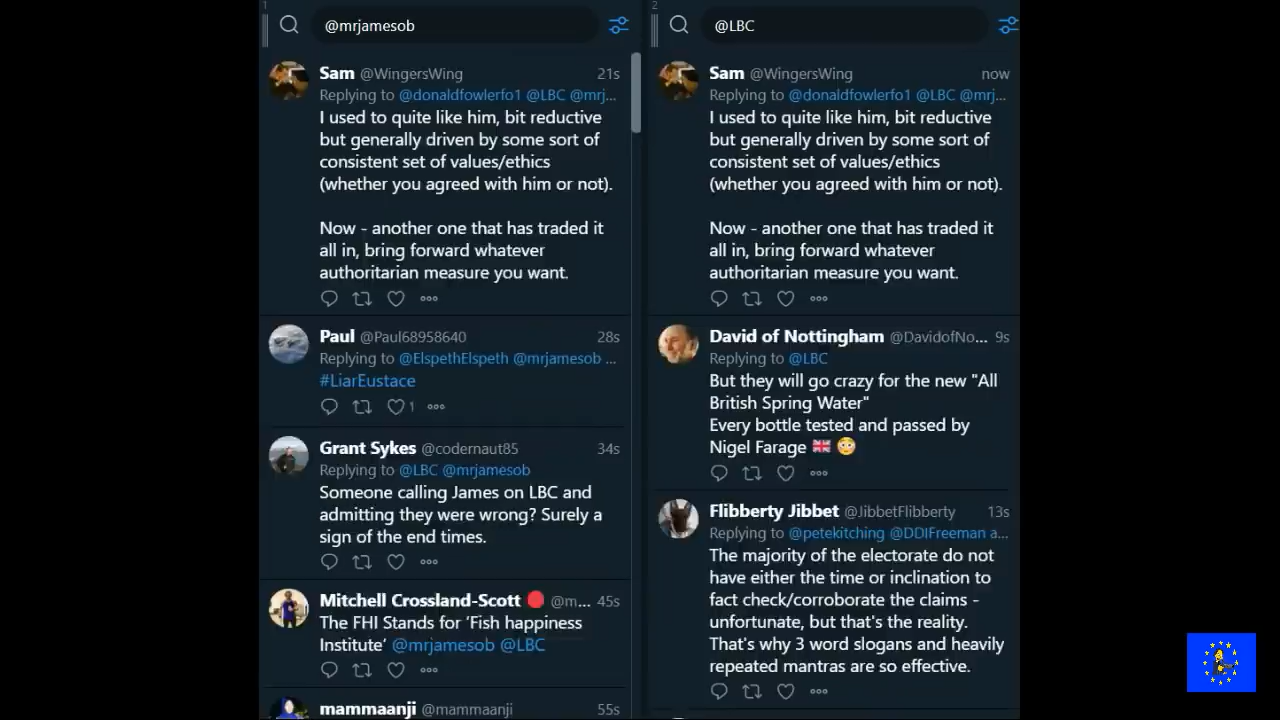 1
@mrjamesob
Sam @WingersWing 21s
Replying to @donaldfowlerfo1 @LBC @mrj...
I used to quite like him, bit reductive
but generally driven by some sort of
consistent set of values/ethics
(whether you agreed with him or not).
Now - another one that has traded it
all in, bring forward whatever
authoritarian measure you want.
Paul @Paul68958640 28s
Replying to @ElspethElspeth @mrjamesob ...
#LiarEustace
1
Grant Sykes @codernaut85 34s
Replying to @LBC @mrjamesob
Someone calling James on LBC and
admitting they were wrong? Surely a
sign of the end times.
Mitchell Crossland-Scott 🔴 @m... 45s
The FHI Stands for ‘Fish happiness
Institute’ @mrjamesob @LBC
mammaanji @mammaanji 55s
2
@LBC
Sam @WingersWing now
Replying to @donaldfowlerfo1 @LBC @mrj...
I used to quite like him, bit reductive
but generally driven by some sort of
consistent set of values/ethics
(whether you agreed with him or not).
Now - another one that has traded it
all in, bring forward whatever
authoritarian measure you want.
David of Nottingham @DavidofNo... 9s
Replying to @LBC
But they will go crazy for the new "All
British Spring Water"
Every bottle tested and passed by
Nigel Farage 🇬🇧 😳
Flibberty Jibbet @JibbetFlibberty 13s
Replying to @petekitching @DDIFreeman a...
The majority of the electorate do not
have either the time or inclination to
fact check/corroborate the claims -
unfortunate, but that's the reality.
That's why 3 word slogans and heavily
repeated mantras are so effective.